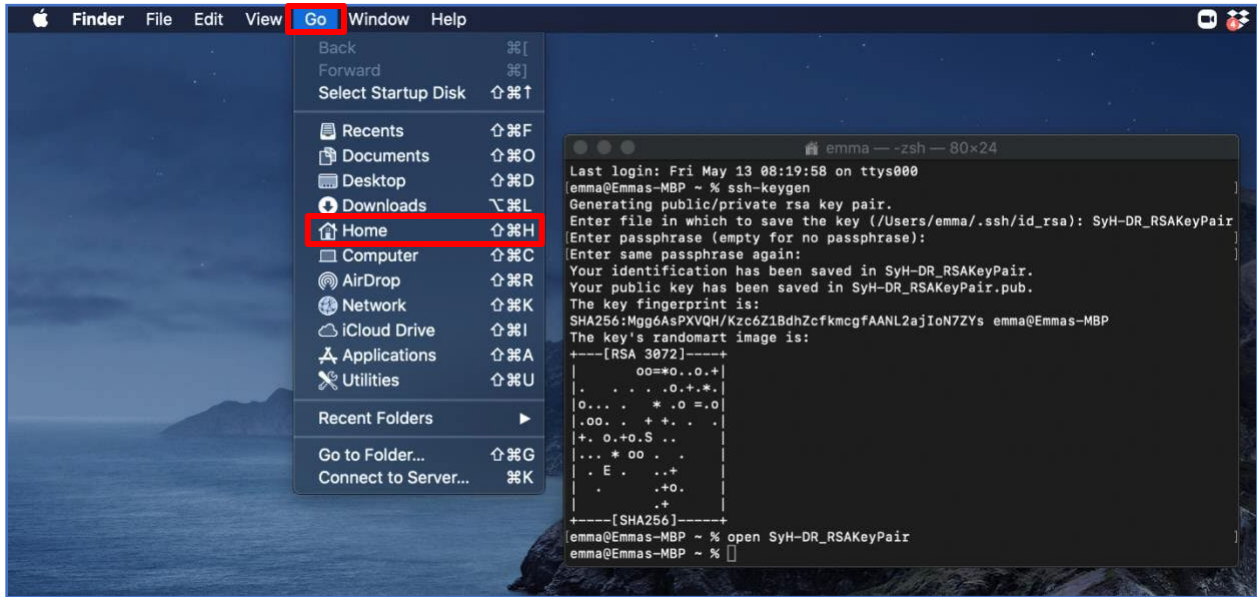 Finder File Edit View Go Window Help
4
Back ⌘[
Forward ⌘]
Select Startup Disk ⇧⌘↑
Recents ⇧⌘F
Documents ⇧⌘O
Desktop ⇧⌘D
Downloads ⌥⌘L
Home ⇧⌘H
Computer ⇧⌘C
AirDrop ⇧⌘R
Network ⇧⌘K
iCloud Drive ⇧⌘I
Applications ⇧⌘A
Utilities ⇧⌘U
Recent Folders ▶
Go to Folder... ⇧⌘G
Connect to Server... ⌘K
emma — -zsh — 80×24
Last login: Fri May 13 08:19:58 on ttys000
[emma@Emmas-MBP ~ % ssh-keygen ]
Generating public/private rsa key pair.
Enter file in which to save the key (/Users/emma/.ssh/id_rsa): SyH-DR_RSAKeyPair
[Enter passphrase (empty for no passphrase): ]
[Enter same passphrase again: ]
Your identification has been saved in SyH-DR_RSAKeyPair.
Your public key has been saved in SyH-DR_RSAKeyPair.pub.
The key fingerprint is:
SHA256:Mgg6AsPXVQH/Kzc6Z1BdhZcfkmcgfAANL2ajIoN7ZYs emma@Emmas-MBP
The key's randomart image is:
+---[RSA 3072]----+
|      oo=*o..o.+|
|.   . . . .o.+.*.|
|o... .   * .o =.o|
|.oo. .  + +. .  .|
|+. o.+o.S ..     |
|... * oo .  .    |
| . E .   ..+     |
|  .      .+o.    |
|         .+      |
+----[SHA256]-----+
[emma@Emmas-MBP ~ % open SyH-DR_RSAKeyPair ]
emma@Emmas-MBP ~ %